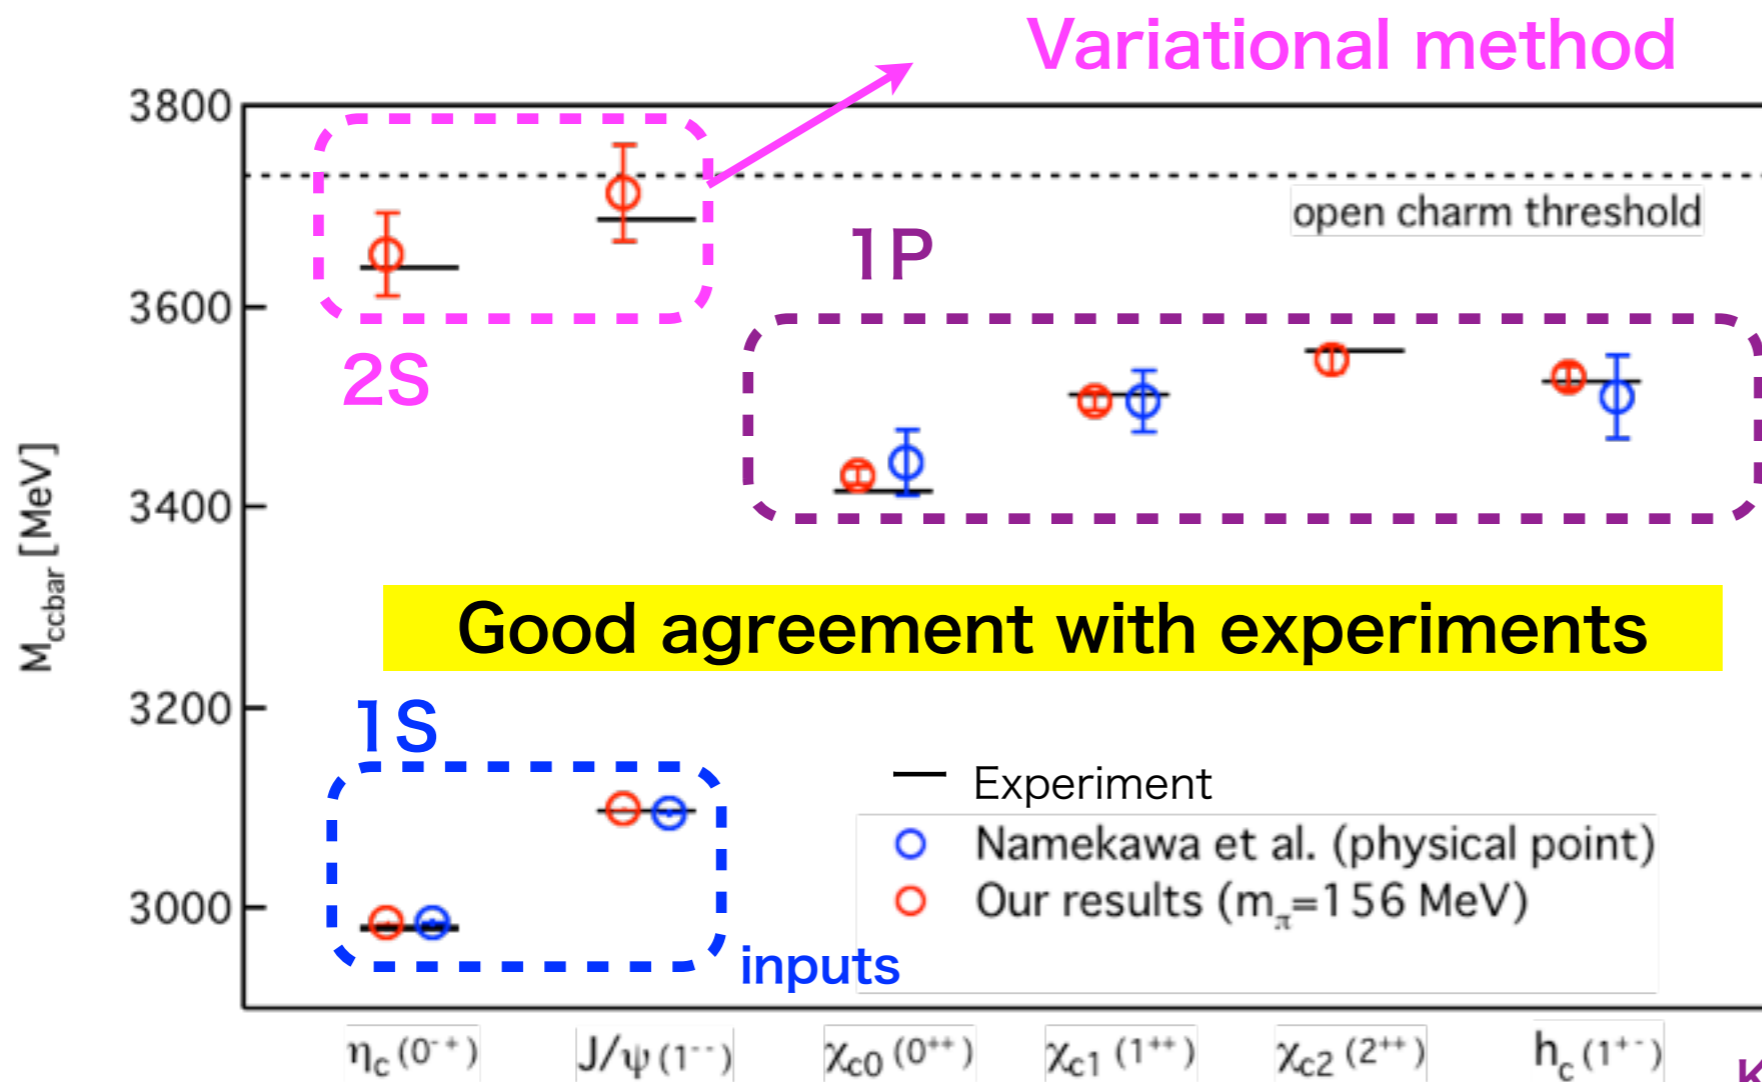 Variational method
3800
open charm threshold
1P
3600
2S
3400
M_ccbar [MeV]
Good agreement with experiments
3200
1S
Experiment
Namekawa et al. (physical point)
Our results (m_π=156 MeV)
3000
inputs
η_c (0⁻⁺)
J/ψ (1⁻⁻)
χ_c0 (0⁺⁺)
χ_c1 (1⁺⁺)
χ_c2 (2⁺⁺)
h_c (1⁺⁻)